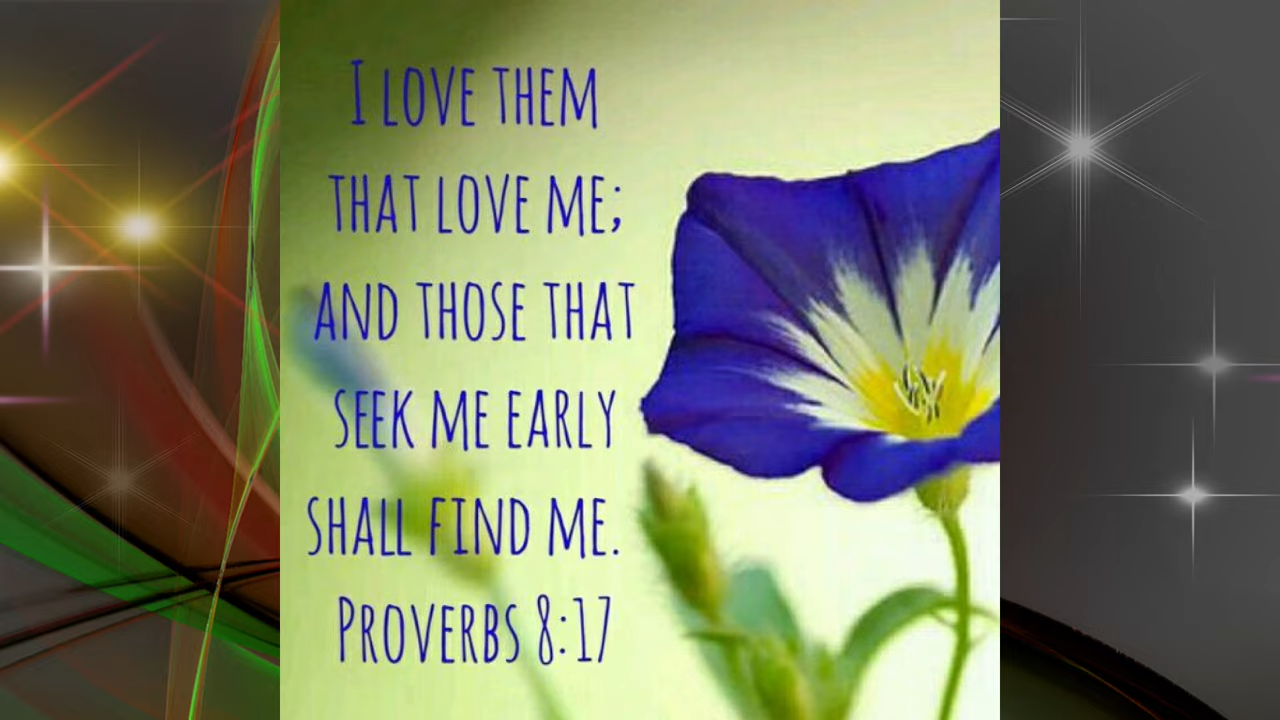 I LOVE THEM
THAT LOVE ME;
AND THOSE THAT
SEEK ME EARLY
SHALL FIND ME.
PROVERBS 8:17